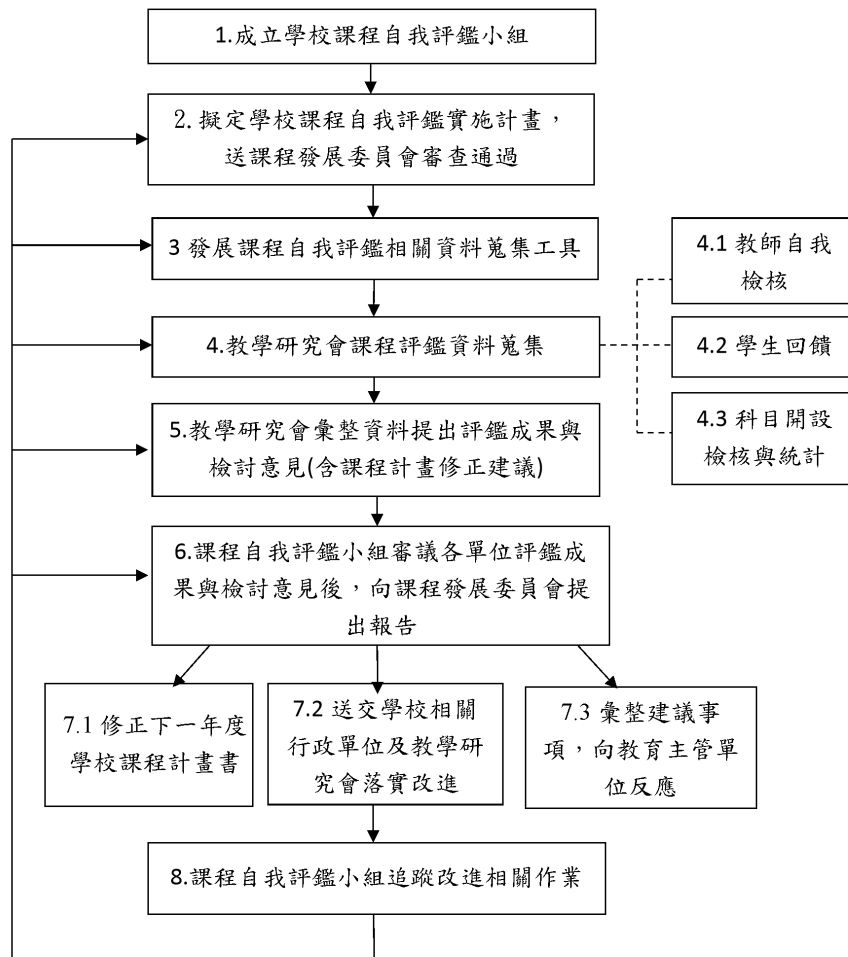 1.成立學校課程自我評鑑小組
2.擬定學校課程自我評鑑實施計畫，
送課程發展委員會審查通過
3 發展課程自我評鑑相關資料蒐集工具
4.教學研究會課程評鑑資料蒐集
4.1 教師自我
檢核
4.2 學生回饋
4.3 科目開設
檢核與統計
5.教學研究會彙整資料提出評鑑成果與
檢討意見(含課程計畫修正建議)
6.課程自我評鑑小組審議各單位評鑑成
果與檢討意見後，向課程發展委員會提
出報告
7.1 修正下一年度
學校課程計畫書
7.2 送交學校相關
行政單位及教學研
究會落實改進
7.3 彙整建議事
項，向教育主管單
位反應
8.課程自我評鑑小組追蹤改進相關作業